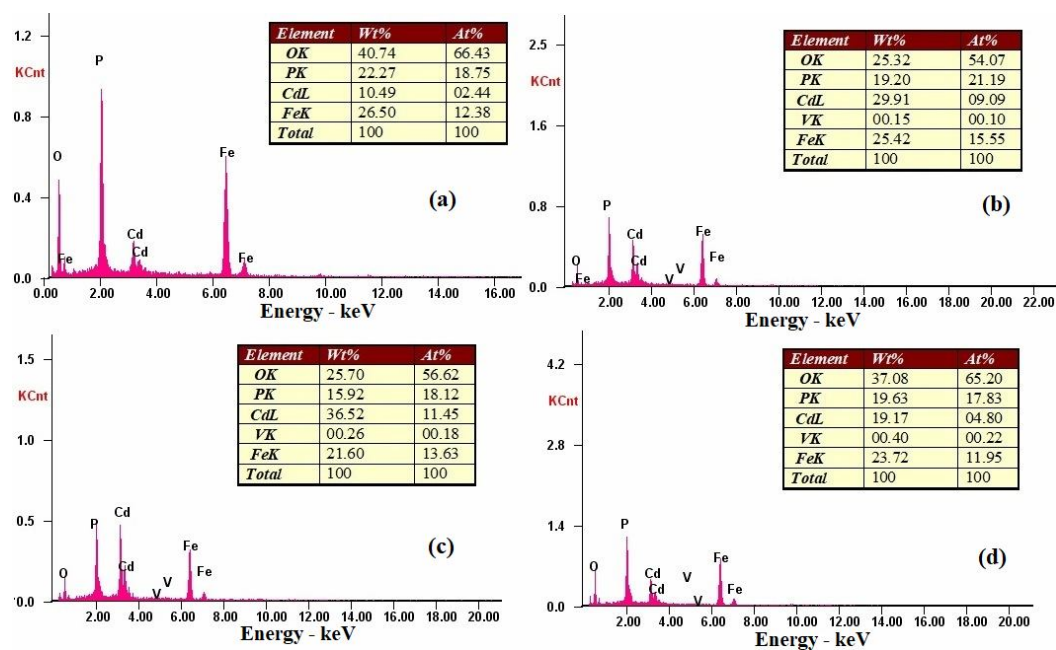 Element Wt% At%
OK 40.74 66.43
PK 22.27 18.75
CdL 10.49 02.44
FeK 26.50 12.38
Total 100 100
1.2
KCnt
0.8
0.4
0.0
P
O
Fe
Cd
Cd
Fe
Fe
(a)
0.00 2.00 4.00 6.00 8.00 10.00 12.00 14.00 16.00
Energy - keV
Element Wt% At%
OK 25.32 54.07
PK 19.20 21.19
CdL 29.91 09.09
VK 00.15 00.10
FeK 25.42 15.55
Total 100 100
2.5
KCnt
1.6
0.8
0.0
P
O
Fe
Cd
Cd
V
V
Fe
Fe
(b)
2.00 4.00 6.00 8.00 10.00 12.00 14.00 16.00 18.00 20.00 22.00
Energy - keV
Element Wt% At%
OK 25.70 56.62
PK 15.92 18.12
CdL 36.52 11.45
VK 00.26 00.18
FeK 21.60 13.63
Total 100 100
1.5
KCnt
1.0
0.5
0.0
O
P
Cd
Cd
V
V
Fe
Fe
(c)
2.00 4.00 6.00 8.00 10.00 12.00 14.00 16.00 18.00 20.00
Energy - keV
Element Wt% At%
OK 37.08 65.20
PK 19.63 17.83
CdL 19.17 04.80
VK 00.40 00.22
FeK 23.72 11.95
Total 100 100
4.2
KCnt
2.8
1.4
0.0
O
P
Cd
Cd
V
V
Fe
Fe
(d)
2.00 4.00 6.00 8.00 10.00 12.00 14.00 16.00 18.00 20.00
Energy - keV